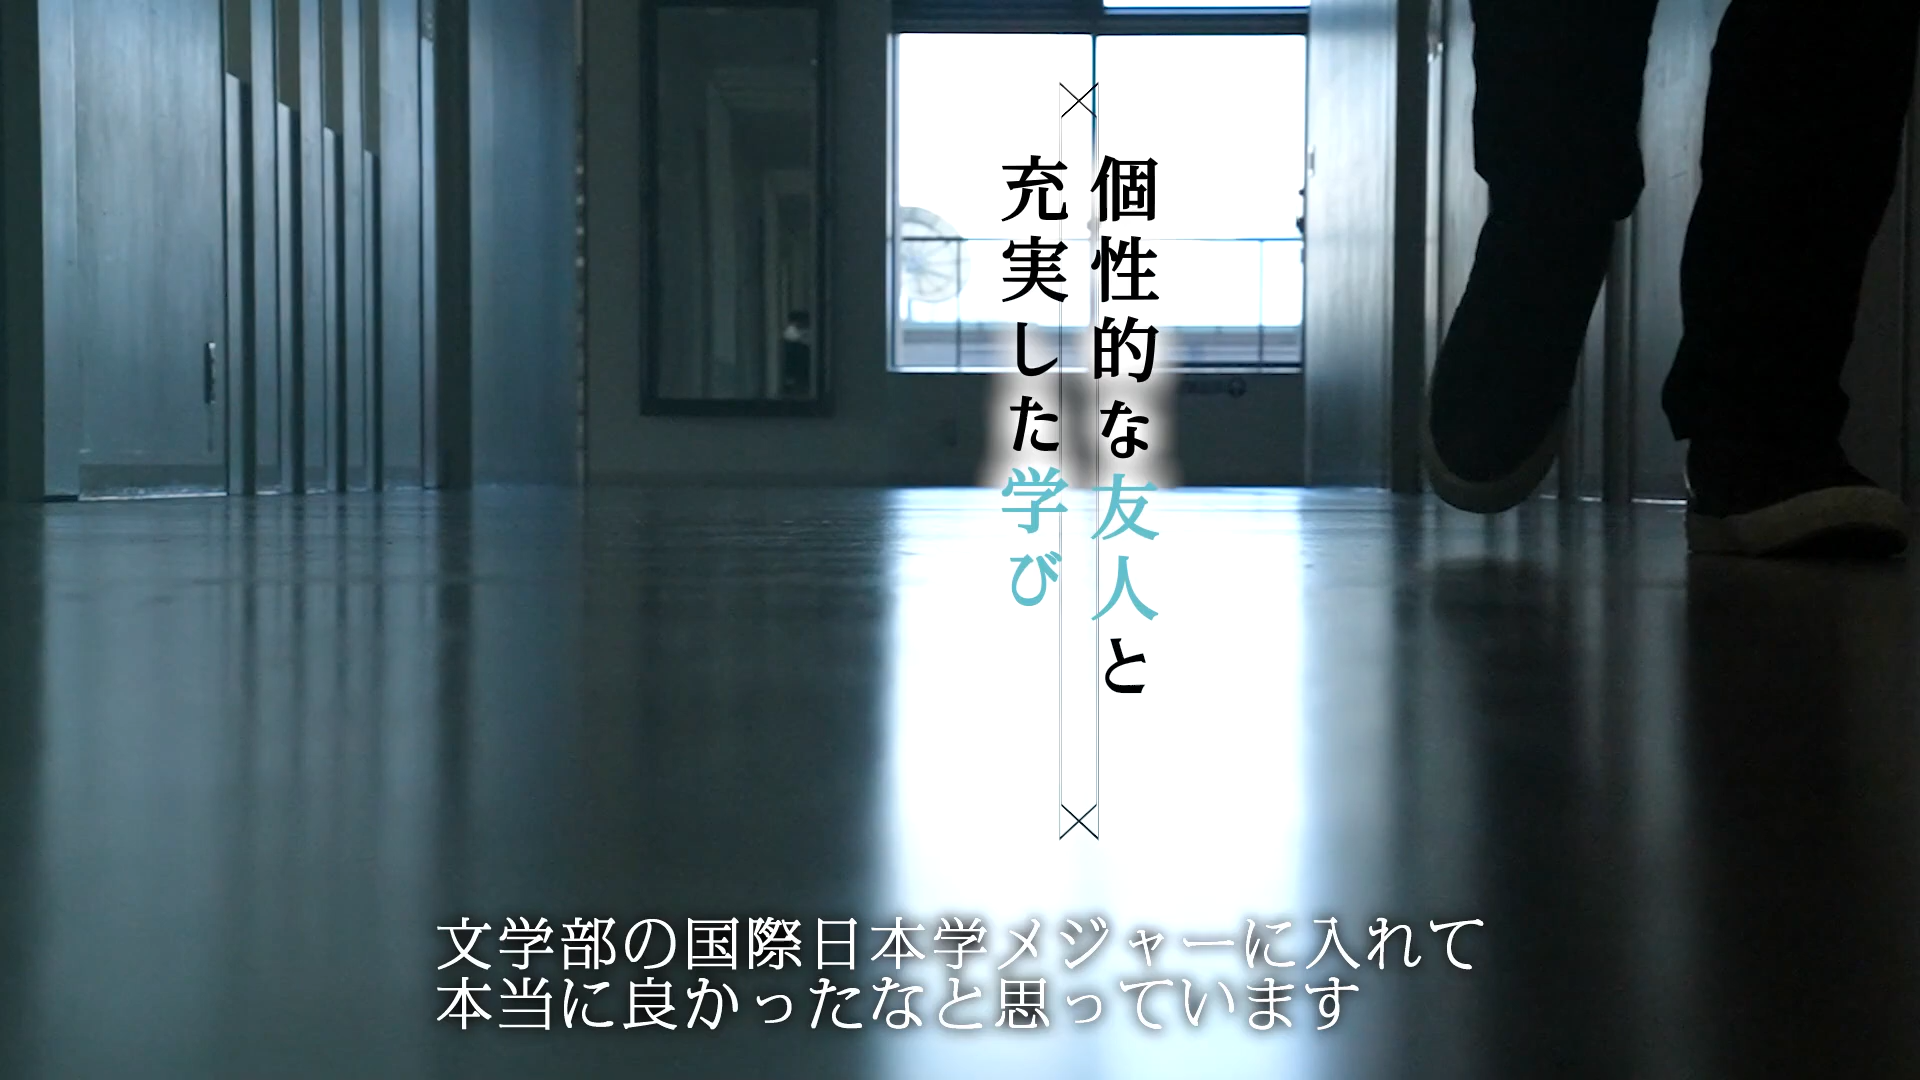 個性的な友人と
充実した学び
文学部の国際日本学メジャーに入れて
本当に良かったなと思っています